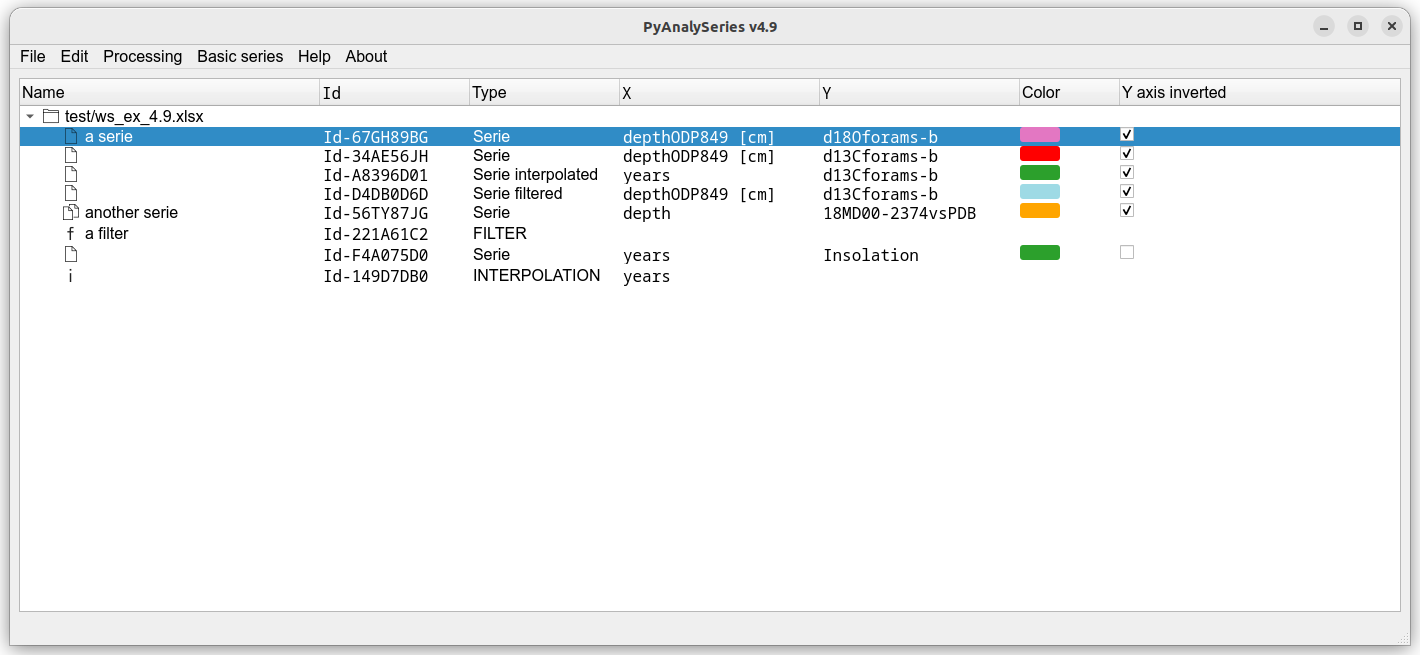 PyAnalySeries v4.9
File Edit Processing Basic series Help About
Name Id Type X Y Color Y axis inverted
test/ws_ex_4.9.xlsx
a serie Id-67GH89BG Serie depthODP849 [cm] d18Oforams-b
Id-34AE56JH Serie depthODP849 [cm] d13Cforams-b
Id-A8396D01 Serie interpolated years d13Cforams-b
Id-D4DB0D6D Serie filtered depthODP849 [cm] d13Cforams-b
another serie Id-56TY87JG Serie depth 18MD00-2374vsPDB
f a filter Id-221A61C2 FILTER
Id-F4A075D0 Serie years Insolation
i Id-149D7DB0 INTERPOLATION years